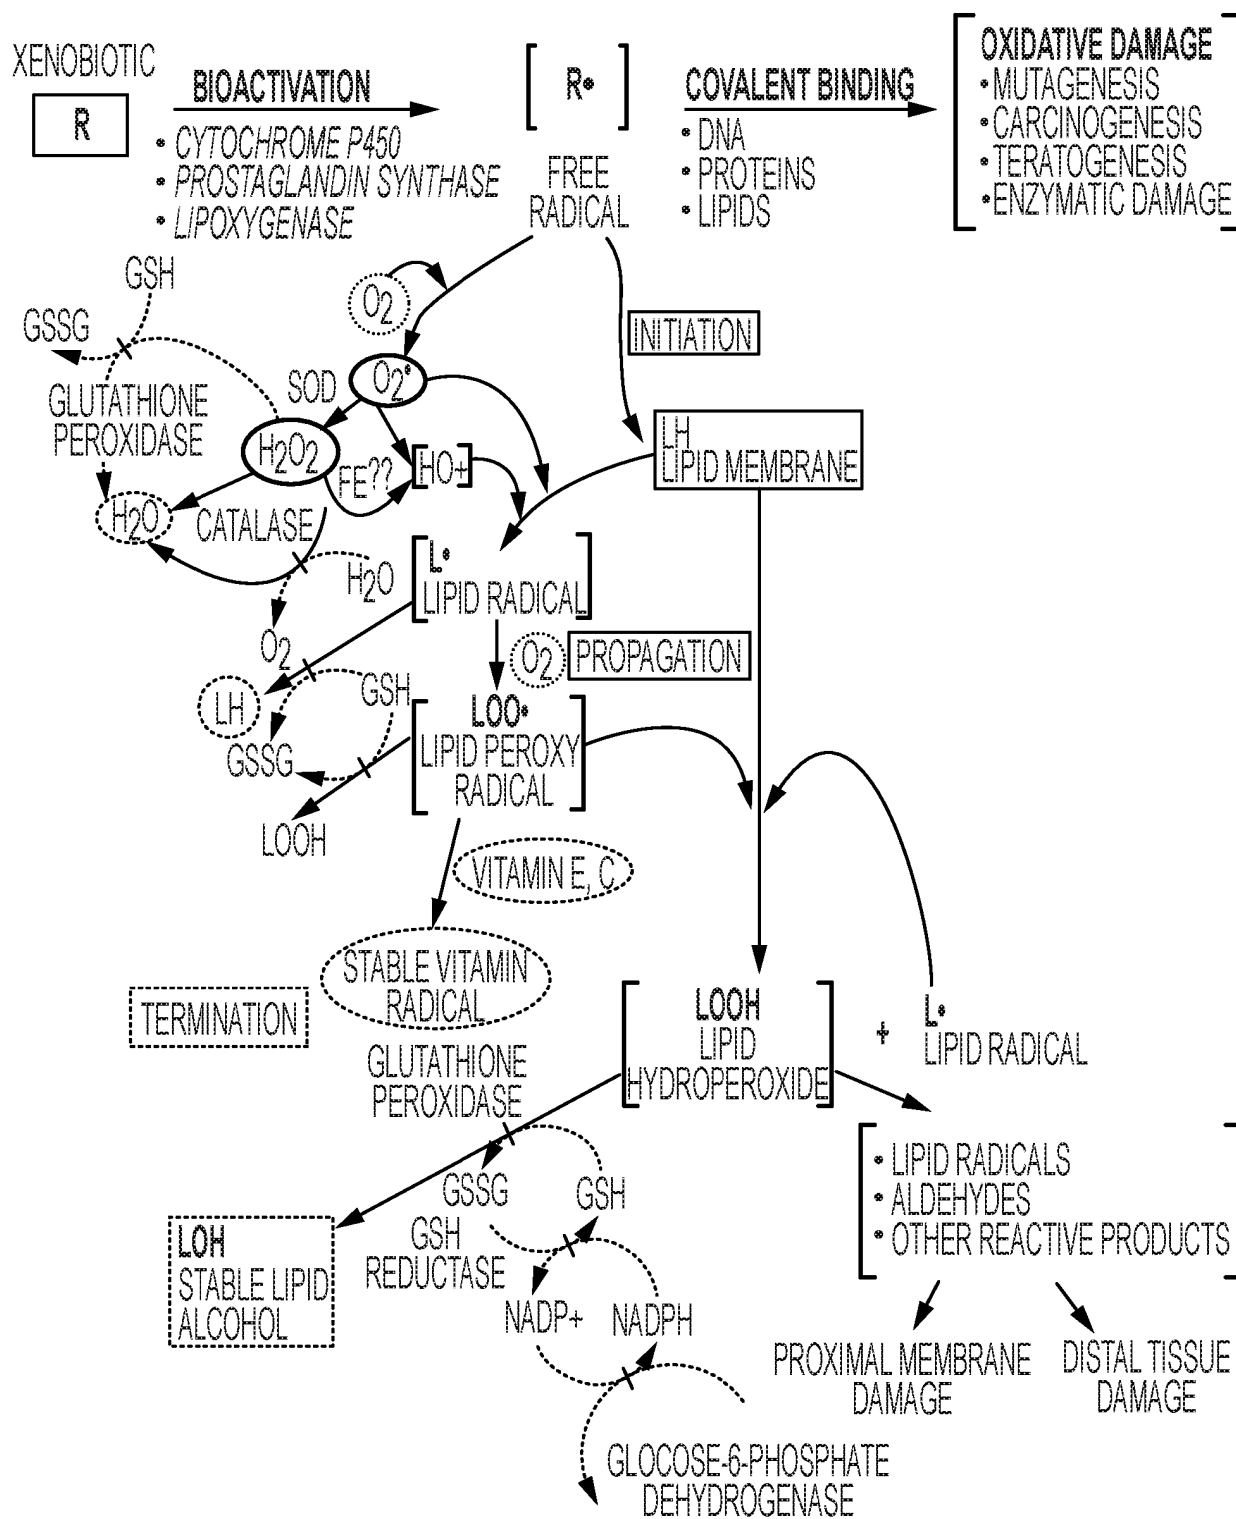 XENOBIOTIC
R
BIOACTIVATION
• CYTOCHROME P450
• PROSTAGLANDIN SYNTHASE
• LIPOXYGENASE
R•
FREE
RADICAL
COVALENT BINDING
• DNA
• PROTEINS
• LIPIDS
OXIDATIVE DAMAGE
• MUTAGENESIS
• CARCINOGENESIS
• TERATOGENESIS
• ENZYMATIC DAMAGE
GSH
GSSG
O2
INITIATION
GLUTATHIONE
PEROXIDASE
SOD
O2•
H2O2
FE??
HO+
LH
LIPID MEMBRANE
H2O
CATALASE
H2O
O2
L•
LIPID RADICAL
O2
PROPAGATION
LH
GSH
GSSG
LOO•
LIPID PEROXY
RADICAL
LOOH
VITAMIN E, C
STABLE VITAMIN
RADICAL
TERMINATION
LOOH
LIPID
HYDROPEROXIDE
+
L•
LIPID RADICAL
GLUTATHIONE
PEROXIDASE
GSSG
GSH
GSH
REDUCTASE
LOH
STABLE LIPID
ALCOHOL
NADP+
NADPH
• LIPID RADICALS
• ALDEHYDES
• OTHER REACTIVE PRODUCTS
PROXIMAL MEMBRANE
DAMAGE
DISTAL TISSUE
DAMAGE
GLOCOSE-6-PHOSPHATE
DEHYDROGENASE